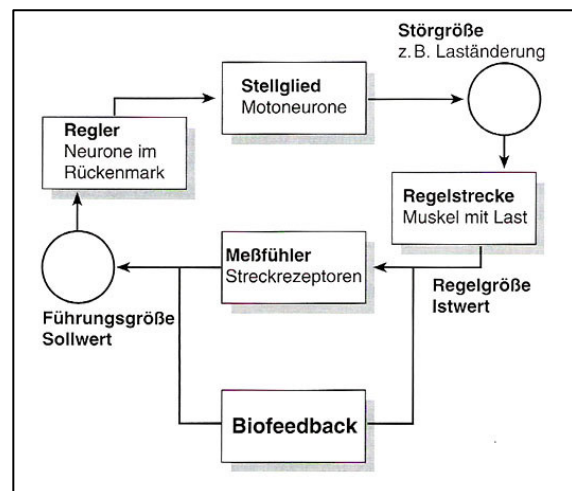 Störgröße
z. B. Laständerung
Stellglied
Motoneurone
Regler
Neurone im
Rückenmark
Regelstrecke
Muskel mit Last
Meßfühler
Streckrezeptoren
Regelgröße
Istwert
Führungsgröße
Sollwert
Biofeedback